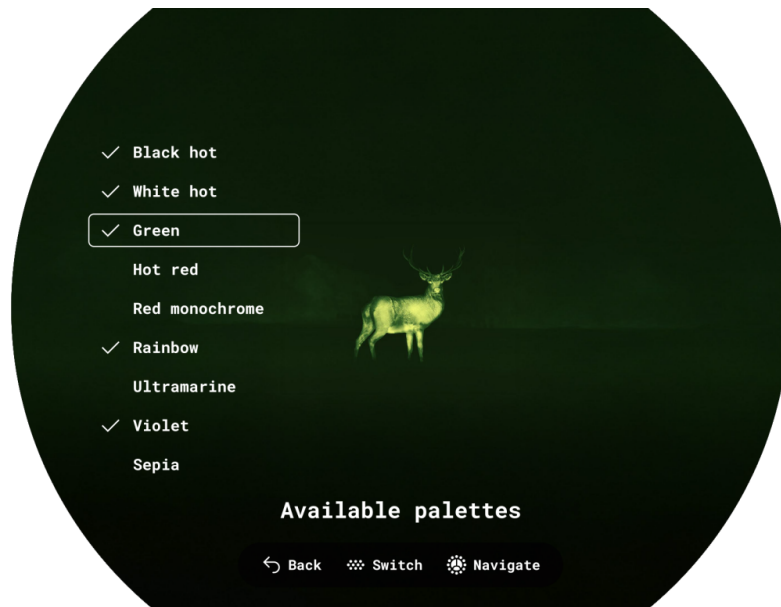 Black hot
White hot
Green
Hot red
Red monochrome
Rainbow
Ultramarine
Violet
Sepia
Available palettes
Back Switch Navigate